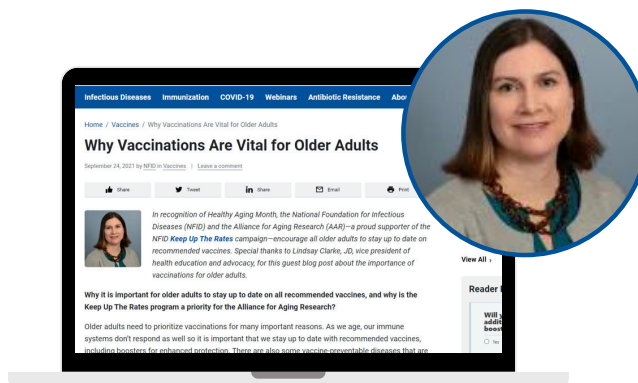 Infectious Diseases Immunization COVID-19 Webinars Antibiotic Resistance
Home / Vaccines / Why Vaccinations Are Vital for Older Adults
Why Vaccinations Are Vital for Older Adults
September 24, 2021 by NFID in Vaccines | Leave a comment
Share Tweet Share Email Print
In recognition of Healthy Aging Month, the National Foundation for Infectious
Diseases (NFID) and the Alliance for Aging Research (AAR)—a proud supporter of the
NFID Keep Up The Rates campaign—encourage all older adults to stay up to date on
recommended vaccines. Special thanks to Lindsay Clarke, JD, vice president of
health education and advocacy, for this guest blog post about the importance of
vaccinations for older adults.
View All ›
Why it is important for older adults to stay up to date on all recommended vaccines, and why is the
Keep Up The Rates program a priority for the Alliance for Aging Research?
Reader
Will
Older adults need to prioritize vaccinations for many important reasons. As we age, our immune
systems don't respond as well so it is important that we stay up to date with recommended vaccines,
including boosters for enhanced protection. There are also some vaccine-preventable diseases that are
No